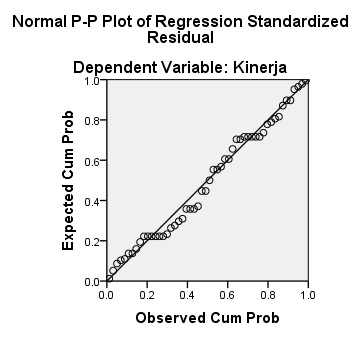 Normal P-P Plot of Regression Standardized
Residual
Dependent Variable: Kinerja
Expected Cum Prob
1.0
0.8
0.6
0.4
0.2
0.0
0.0 0.2 0.4 0.6 0.8 1.0
Observed Cum Prob